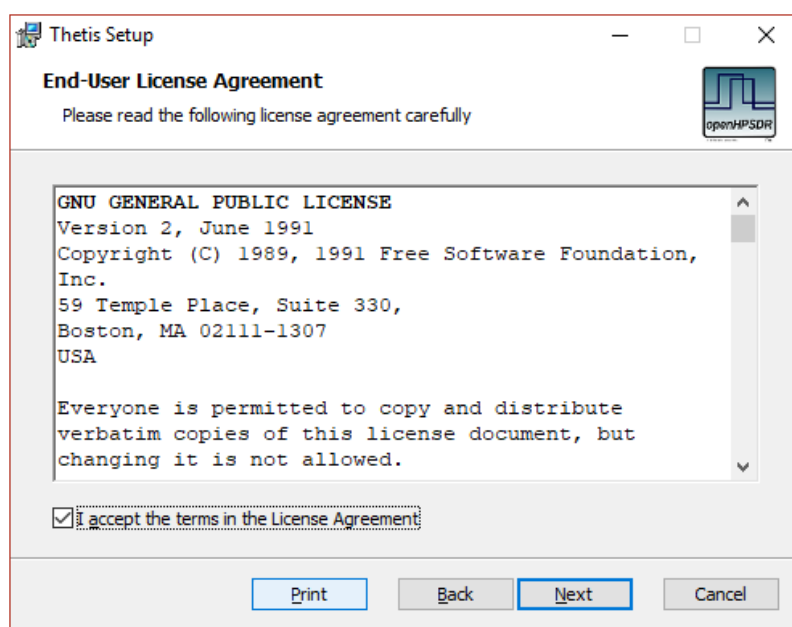 Thetis Setup
End-User License Agreement
Please read the following license agreement carefully
openHPSDR
GNU GENERAL PUBLIC LICENSE
Version 2, June 1991
Copyright (C) 1989, 1991 Free Software Foundation,
Inc.
59 Temple Place, Suite 330,
Boston, MA 02111-1307
USA
Everyone is permitted to copy and distribute
verbatim copies of this license document, but
changing it is not allowed.
I accept the terms in the License Agreement
Print Back Next Cancel